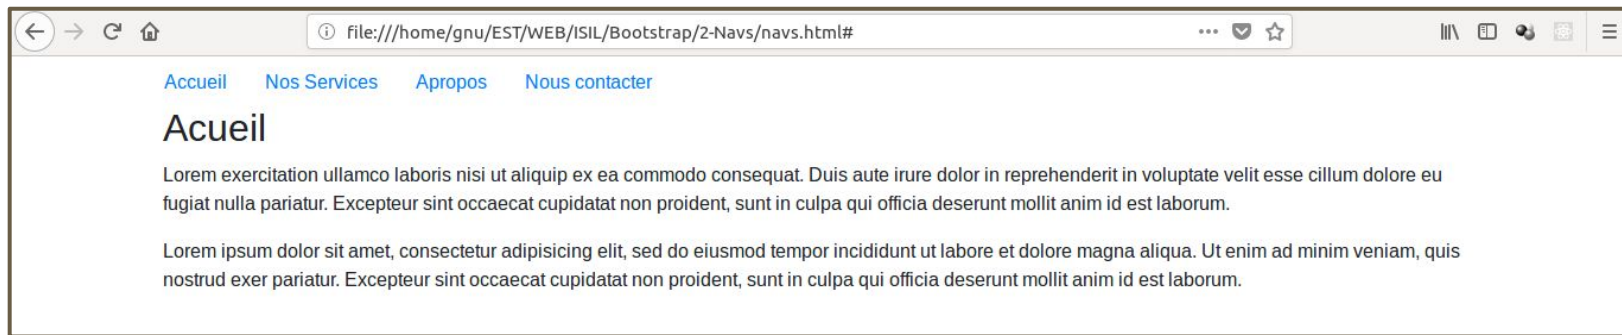 file:///home/gnu/EST/WEB/ISIL/Bootstrap/2-Navs/navs.html#
Accueil Nos Services Apropos Nous contacter
Acueil
Lorem exercitation ullamco laboris nisi ut aliquip ex ea commodo consequat. Duis aute irure dolor in reprehenderit in voluptate velit esse cillum dolore eu
fugiat nulla pariatur. Excepteur sint occaecat cupidatat non proident, sunt in culpa qui officia deserunt mollit anim id est laborum.
Lorem ipsum dolor sit amet, consectetur adipisicing elit, sed do eiusmod tempor incididunt ut labore et dolore magna aliqua. Ut enim ad minim veniam, quis
nostrud exer pariatur. Excepteur sint occaecat cupidatat non proident, sunt in culpa qui officia deserunt mollit anim id est laborum.